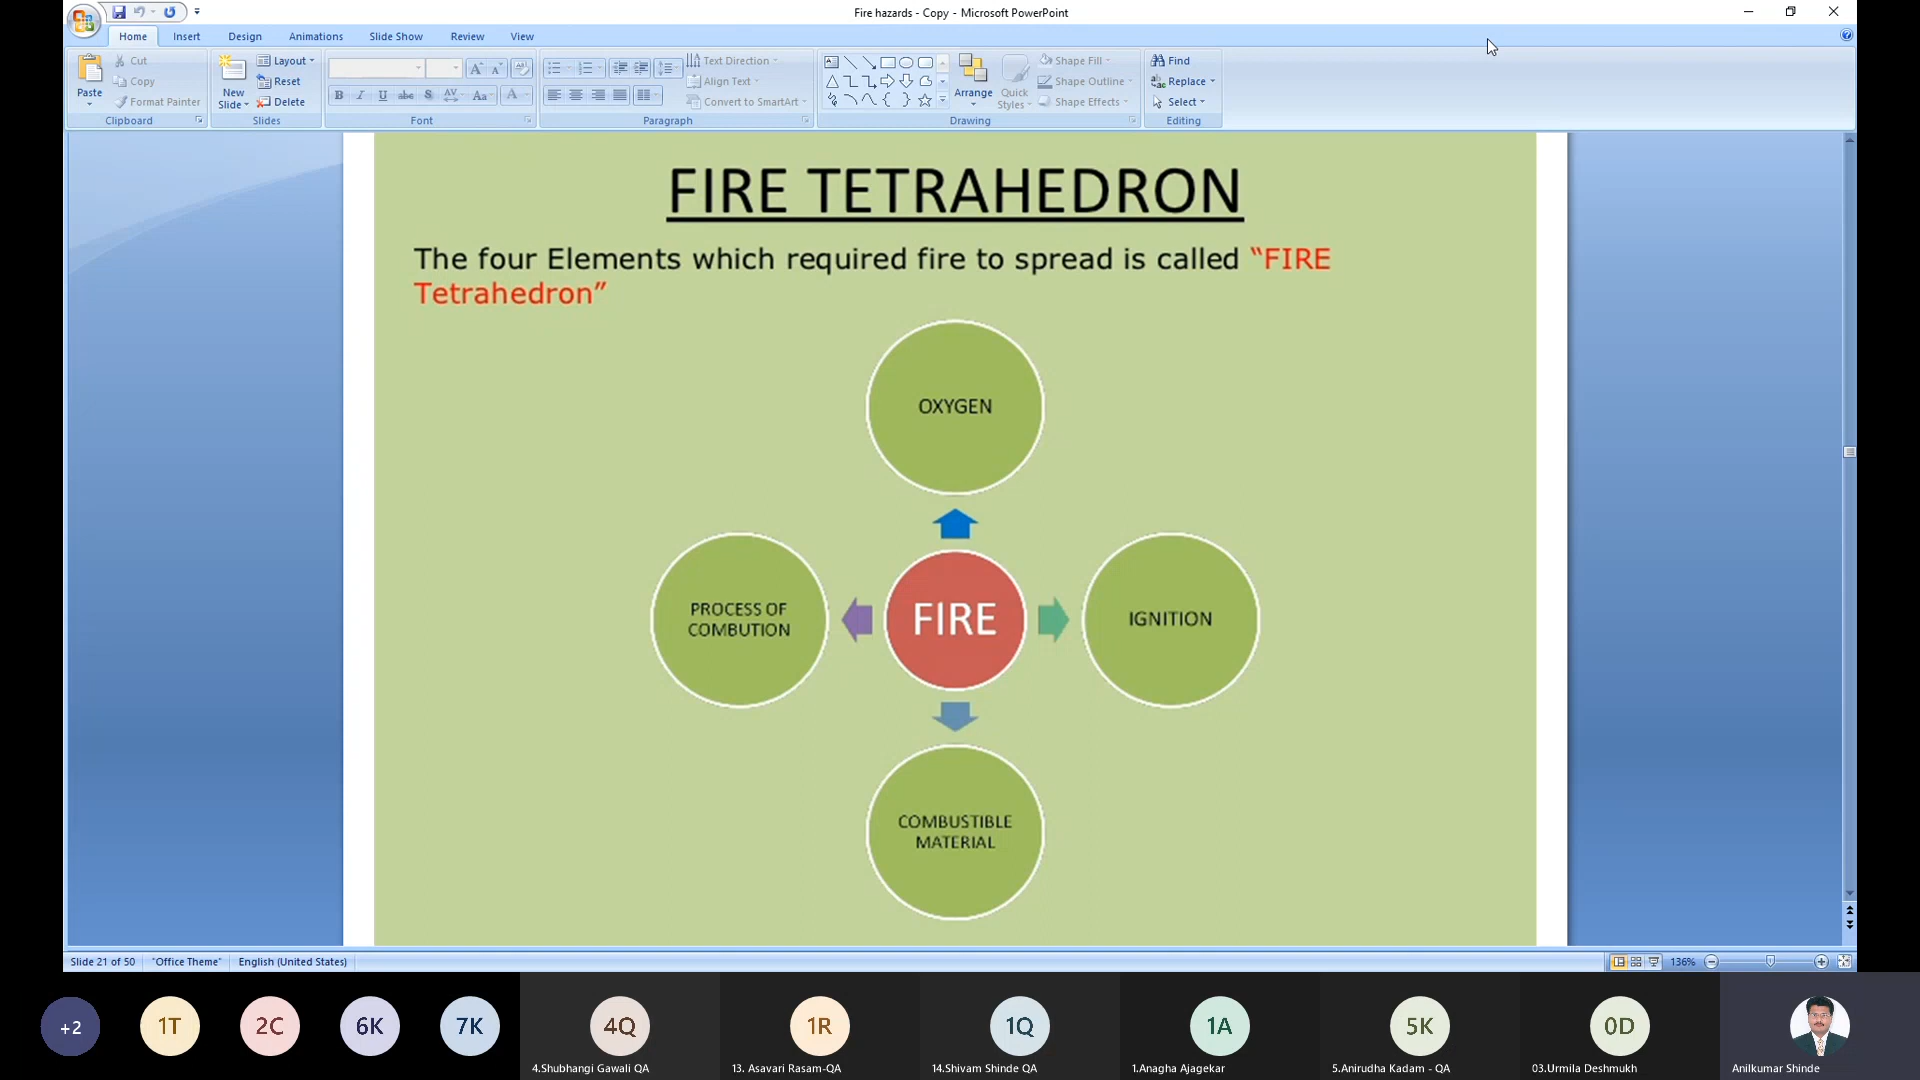 Fire hazards - Copy - Microsoft PowerPoint
Home Insert Design Animations Slide Show Review View
Paste Cut Copy Format Painter Clipboard
New Slide Layout Reset Delete Slides
B I U abc S AV Aa A Font
Text Direction Align Text Convert to SmartArt Paragraph
Arrange Quick Styles Shape Fill Shape Outline Shape Effects Drawing
Find Replace Select Editing
FIRE TETRAHEDRON
The four Elements which required fire to spread is called “FIRE
Tetrahedron”
OXYGEN
PROCESS OF
COMBUTION
FIRE
IGNITION
COMBUSTIBLE
MATERIAL
Slide 21 of 50 "Office Theme" English (United States) 136%
+2 1T 2C 6K 7K 4Q 1R 1Q 1A 5K 0D
4.Shubhangi Gawali QA 13. Asavari Rasam-QA 14.Shivam Shinde QA 1.Anagha Ajagekar 5.Anirudha Kadam - QA 03.Urmila Deshmukh Anilkumar Shinde